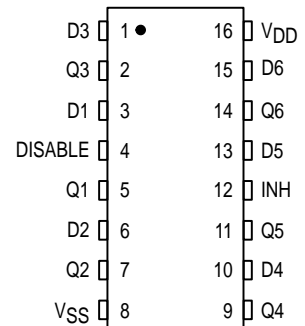 D3 1 16 VDD
Q3 2 15 D6
D1 3 14 Q6
DISABLE 4 13 D5
Q1 5 12 INH
D2 6 11 Q5
Q2 7 10 D4
VSS 8 9 Q4